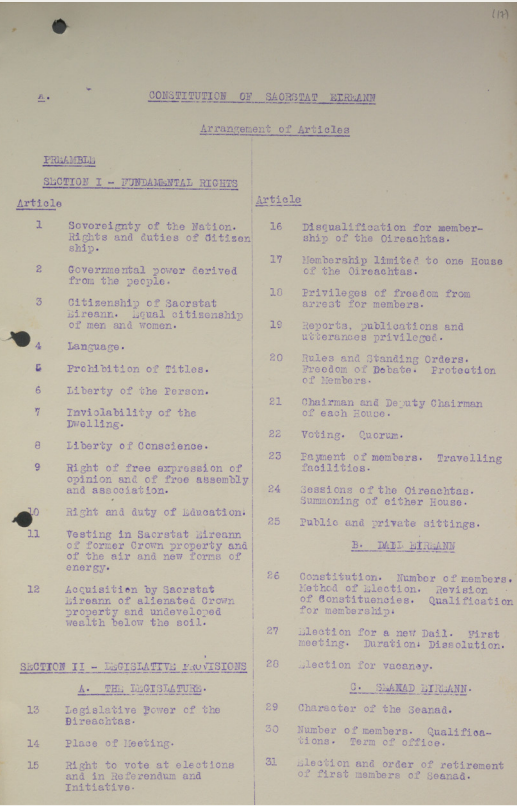 (17)
A.
CONSTITUTION OF SAORSTAT EIREANN
Arrangement of Articles
PREAMBLE
SECTION I - FUNDAMENTAL RIGHTS
Article
1 Sovereignty of the Nation.
Rights and duties of Citizen
ship.
2 Governmental power derived
from the people.
3 Citizenship of Saorstat
Eireann. Equal citizenship
of men and women.
4 Language.
5 Prohibition of Titles.
6 Liberty of the Person.
7 Inviolability of the
Dwelling.
8 Liberty of Conscience.
9 Right of free expression of
opinion and of free assembly
and association.
10 Right and duty of Education.
11 Vesting in Saorstat Eireann
of former Crown property and
of the air and new forms of
energy.
12 Acquisition by Saorstat
Eireann of alienated Crown
property and undeveloped
wealth below the soil.
SECTION II - LEGISLATIVE PROVISIONS
A. THE LEGISLATURE.
13 Legislative Power of the
Oireachtas.
14 Place of Meeting.
15 Right to vote at elections
and in Referendum and
Initiative.
Article
16 Disqualification for member-
ship of the Oireachtas.
17 Membership limited to one House
of the Oireachtas.
18 Privileges of freedom from
arrest for members.
19 Reports, publications and
utterances privileged.
20 Rules and Standing Orders.
Freedom of Debate. Protection
of Members.
21 Chairman and Deputy Chairman
of each House.
22 Voting. Quorum.
23 Payment of members. Travelling
facilities.
24 Sessions of the Oireachtas.
Summoning of either House.
25 Public and private sittings.
B. DAIL EIREANN
26 Constitution. Number of members.
Method of Election. Revision
of Constituencies. Qualification
for membership.
27 Election for a new Dail. First
meeting. Duration. Dissolution.
28 Election for vacancy.
C. SEANAD EIREANN.
29 Character of the Seanad.
30 Number of members. Qualifica-
tions. Term of office.
31 Election and order of retirement
of first members of Seanad.